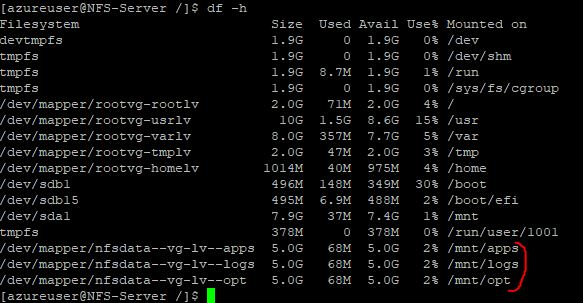 [azureuser@NFS-Server /]$ df -h
Filesystem Size Used Avail Use% Mounted on
devtmpfs 1.9G 0 1.9G 0% /dev
tmpfs 1.9G 0 1.9G 0% /dev/shm
tmpfs 1.9G 8.7M 1.9G 1% /run
tmpfs 1.9G 0 1.9G 0% /sys/fs/cgroup
/dev/mapper/rootvg-rootlv 2.0G 71M 2.0G 4% /
/dev/mapper/rootvg-usrlv 10G 1.5G 8.6G 15% /usr
/dev/mapper/rootvg-varlv 8.0G 357M 7.7G 5% /var
/dev/mapper/rootvg-tmplv 2.0G 47M 2.0G 3% /tmp
/dev/mapper/rootvg-homelv 1014M 40M 975M 4% /home
/dev/sdb1 496M 148M 349M 30% /boot
/dev/sdb15 495M 6.9M 488M 2% /boot/efi
/dev/sda1 7.9G 37M 7.4G 1% /mnt
tmpfs 378M 0 378M 0% /run/user/1001
/dev/mapper/nfsdata--vg-lv--apps 5.0G 68M 5.0G 2% /mnt/apps
/dev/mapper/nfsdata--vg-lv--logs 5.0G 68M 5.0G 2% /mnt/logs
/dev/mapper/nfsdata--vg-lv--opt 5.0G 68M 5.0G 2% /mnt/opt
[azureuser@NFS-Server /]$